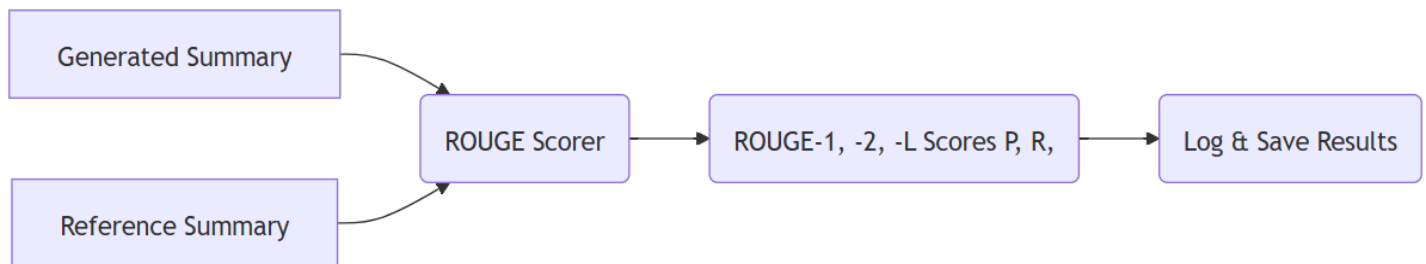 Generated Summary
Reference Summary
ROUGE Scorer
ROUGE-1, -2, -L Scores P, R,
Log & Save Results